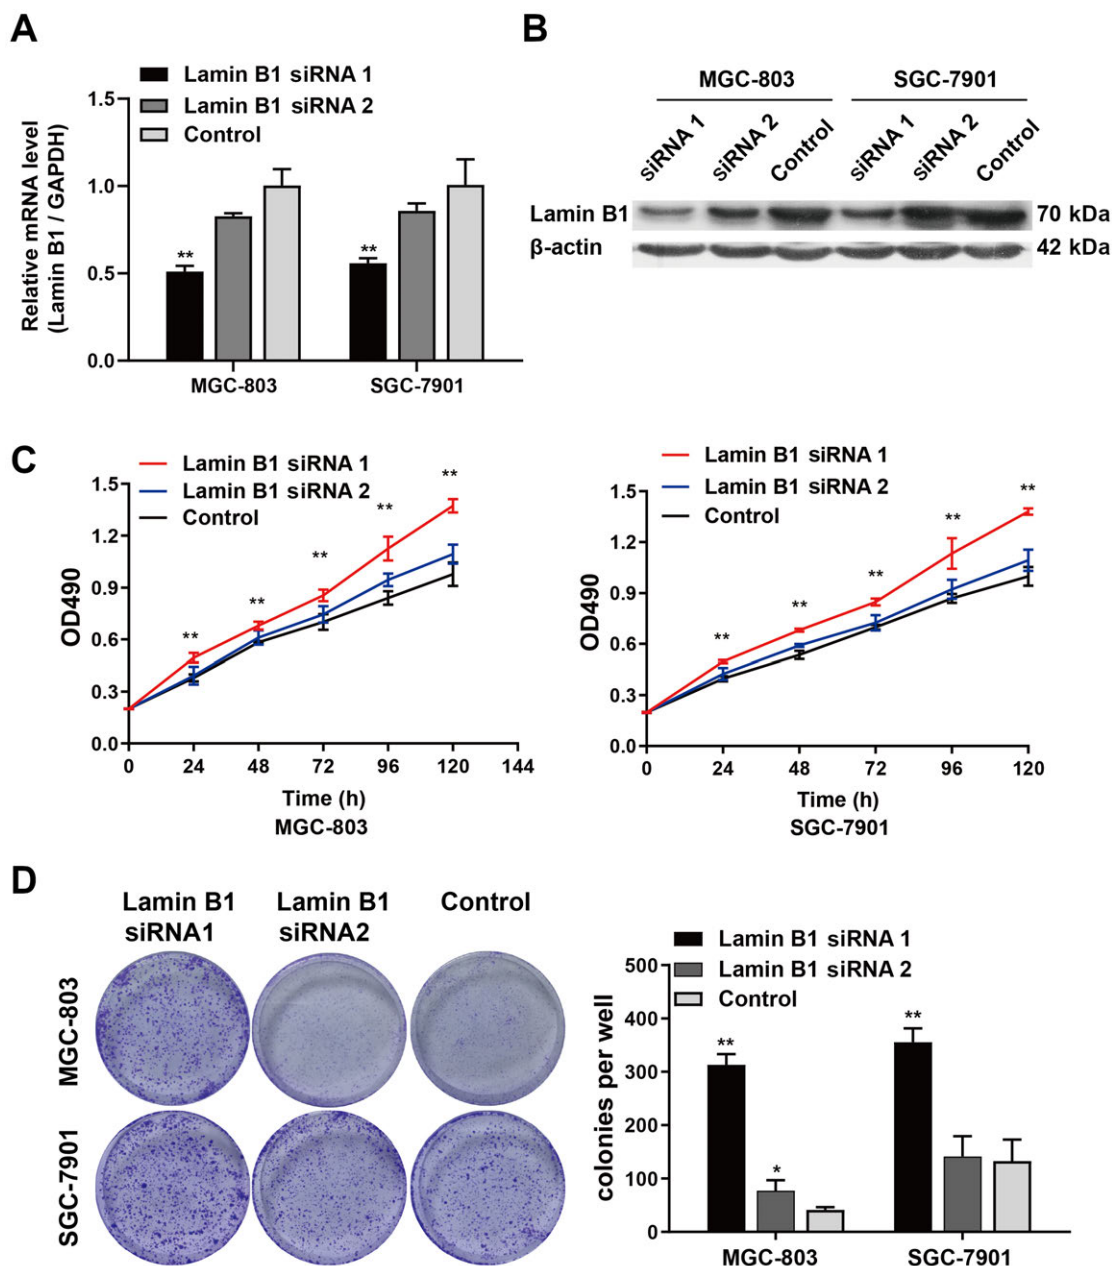 A
Lamin B1 siRNA 1
Lamin B1 siRNA 2
Control
Relative mRNA level
(Lamin B1 / GAPDH)
1.5
1.0
0.5
0.0
**
**
MGC-803
SGC-7901
B
MGC-803
SGC-7901
siRNA 1
siRNA 2
Control
siRNA 1
siRNA 2
Control
Lamin B1
70 kDa
β-actin
42 kDa
C
Lamin B1 siRNA 1
Lamin B1 siRNA 2
Control
OD490
1.5
1.2
0.9
0.6
0.3
0.0
**
**
**
**
**
0 24 48 72 96 120 144
Time (h)
MGC-803
Lamin B1 siRNA 1
Lamin B1 siRNA 2
Control
OD490
1.5
1.2
0.9
0.6
0.3
0.0
**
**
**
**
**
0 24 48 72 96 120
Time (h)
SGC-7901
D
Lamin B1
siRNA1
Lamin B1
siRNA2
Control
MGC-803
SGC-7901
Lamin B1 siRNA 1
Lamin B1 siRNA 2
Control
colonies per well
500
400
300
200
100
0
**
*
**
MGC-803
SGC-7901